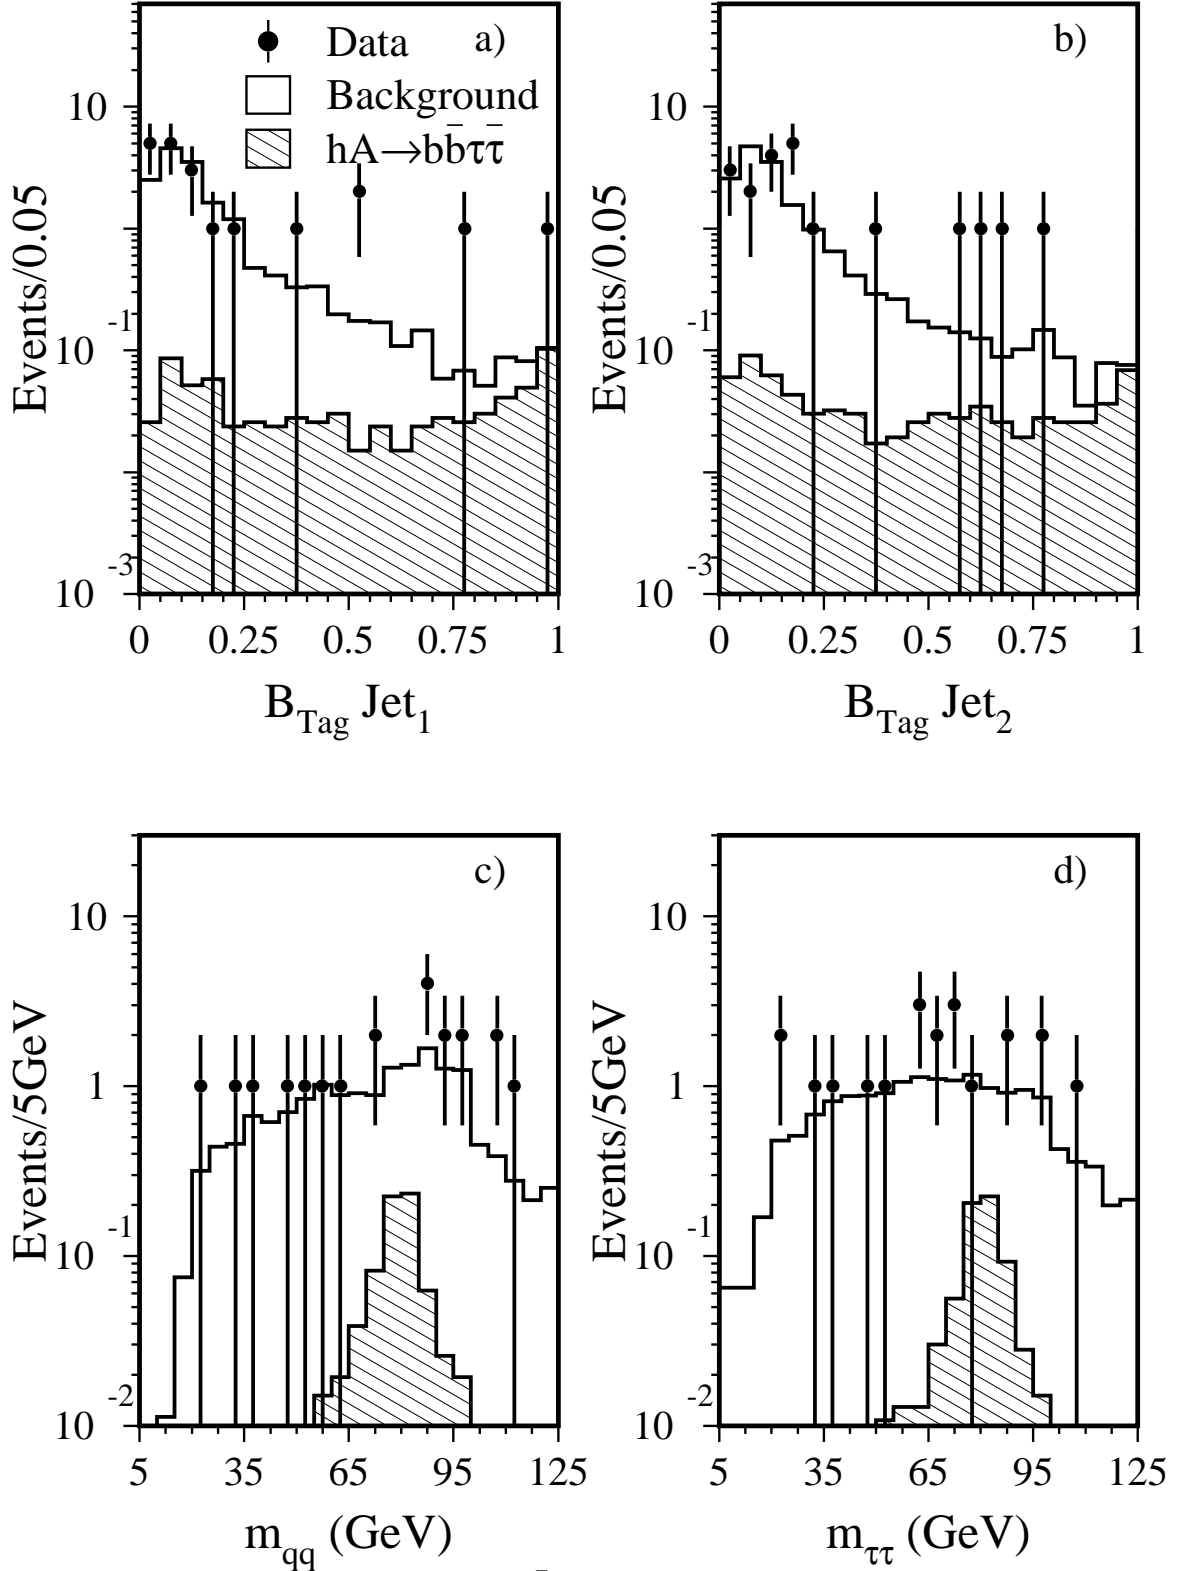 a)
Data
Background
hA→bb̄ττ̄
Events/0.05
10
10⁻¹
10⁻³
0 0.25 0.5 0.75 1
B_Tag Jet_1
b)
Events/0.05
10
10⁻¹
10⁻³
0 0.25 0.5 0.75 1
B_Tag Jet_2
c)
Events/5GeV
10
1
10⁻¹
10⁻²
5 35 65 95 125
m_qq (GeV)
d)
Events/5GeV
10
1
10⁻¹
10⁻²
5 35 65 95 125
m_ττ (GeV)